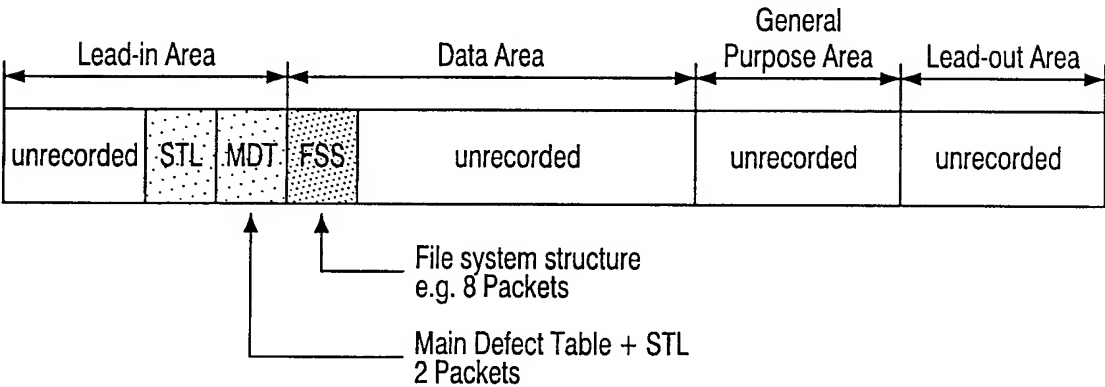 General
Lead-in Area Data Area Purpose Area Lead-out Area
unrecorded STL MDT FSS unrecorded unrecorded unrecorded
File system structure
e.g. 8 Packets
Main Defect Table + STL
2 Packets